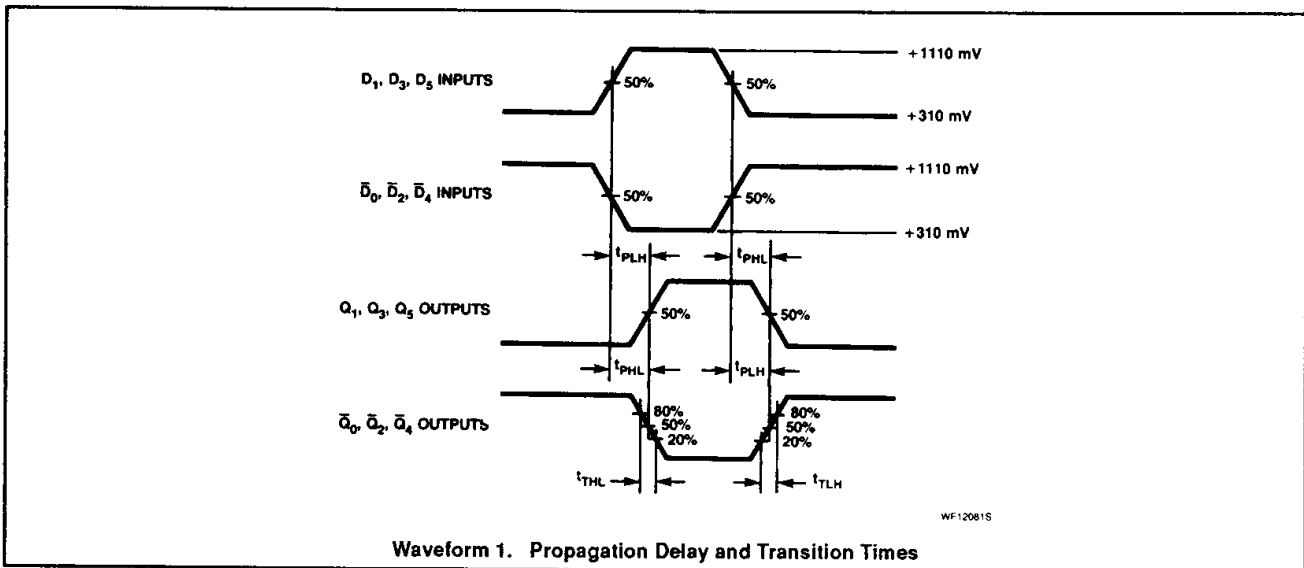 +1110 mV
D₁, D₃, D₅ INPUTS
50%
50%
+310 mV
+1110 mV
D̅₀, D̅₂, D̅₄ INPUTS
50%
50%
+310 mV
tPLH
tPHL
Q₁, Q₃, Q₅ OUTPUTS
50%
50%
tPHL
tPLH
Q̅₀, Q̅₂, Q̅₄ OUTPUTS
80%
50%
20%
80%
50%
20%
tTHL
tTLH
WF12081S
Waveform 1. Propagation Delay and Transition Times